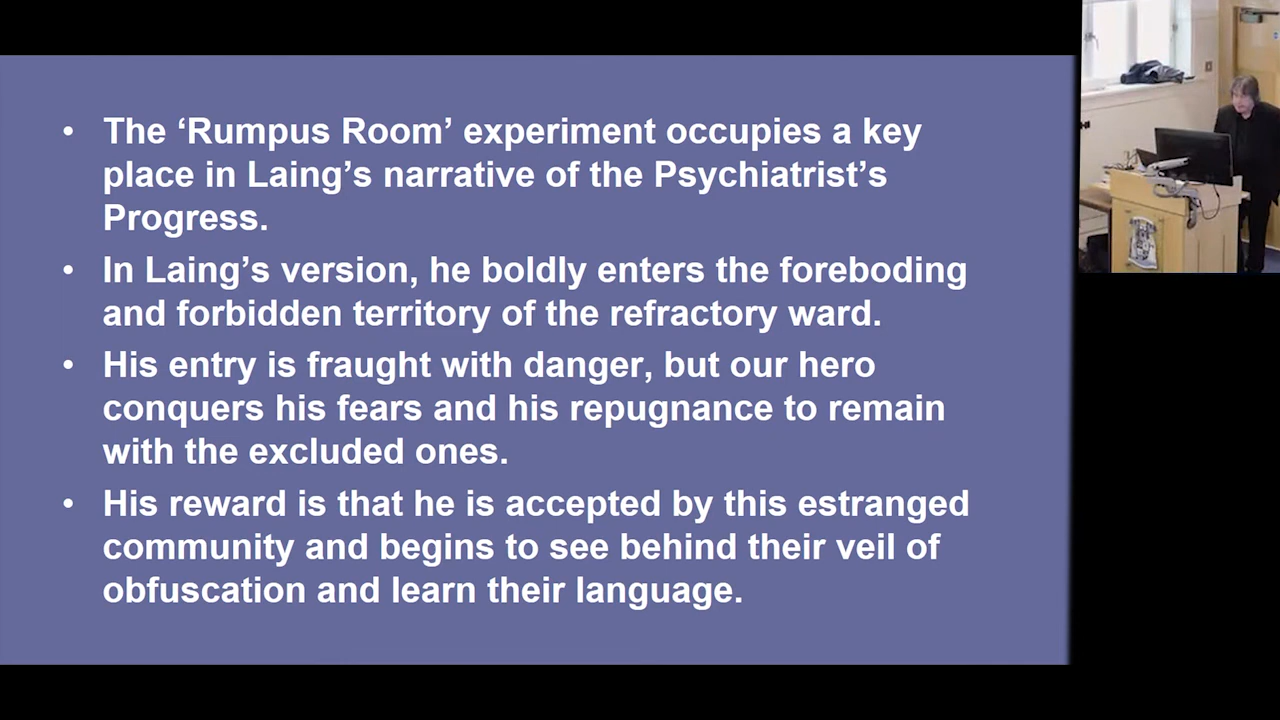 • The ‘Rumpus Room’ experiment occupies a key
place in Laing’s narrative of the Psychiatrist’s
Progress.
• In Laing’s version, he boldly enters the foreboding
and forbidden territory of the refractory ward.
• His entry is fraught with danger, but our hero
conquers his fears and his repugnance to remain
with the excluded ones.
• His reward is that he is accepted by this estranged
community and begins to see behind their veil of
obfuscation and learn their language.